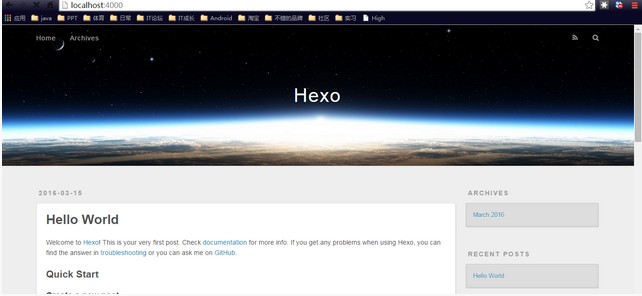 localhost:4000
应用 java PPT 体育 日常 IT论坛 IT成长 Android 淘宝 不错的品牌 社区 实习 High
Home Archives
Hexo
2016-03-15
ARCHIVES
Hello World
March 2016
Welcome to Hexo! This is your very first post. Check documentation for more info. If you get any problems when using Hexo, you can
find the answer in troubleshooting or you can ask me on GitHub.
RECENT POSTS
Quick Start
Hello World
Create a new post